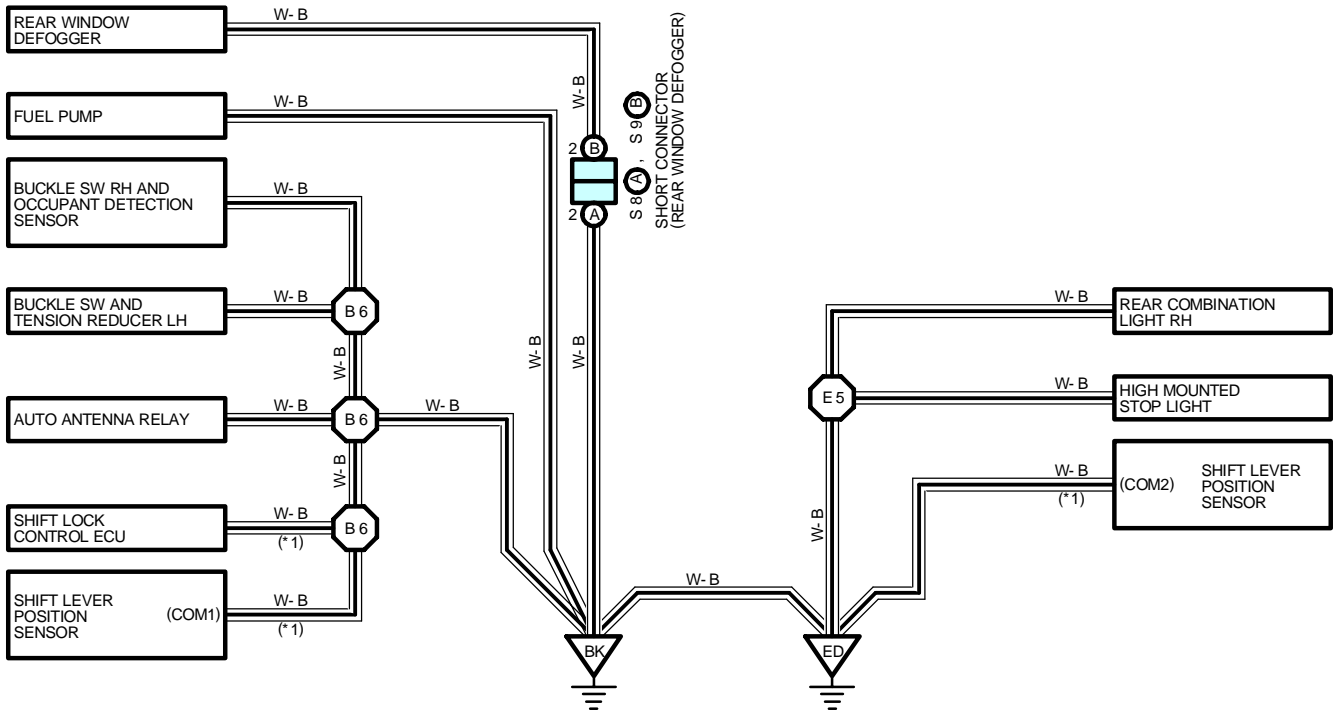 REAR WINDOW
DEFOGGER
W- B
FUEL PUMP
W- B
BUCKLE SW RH AND
OCCUPANT DETECTION
SENSOR
W- B
BUCKLE SW AND
TENSION REDUCER LH
W- B
B 6
W- B
AUTO ANTENNA RELAY
W- B
B 6
W- B
W- B
SHIFT LOCK
CONTROL ECU
W- B
(*1)
B 6
SHIFT LEVER
POSITION
SENSOR
(COM1)
W- B
(*1)
W- B
W- B
2 B
2 A
S 8 A , S 9 B
SHORT CONNECTOR
(REAR WINDOW DEFOGGER)
W- B
BK
W- B
ED
W- B
E 5
W- B
REAR COMBINATION
LIGHT RH
W- B
HIGH MOUNTED
STOP LIGHT
W- B
(*1)
(COM2)
SHIFT LEVER
POSITION
SENSOR